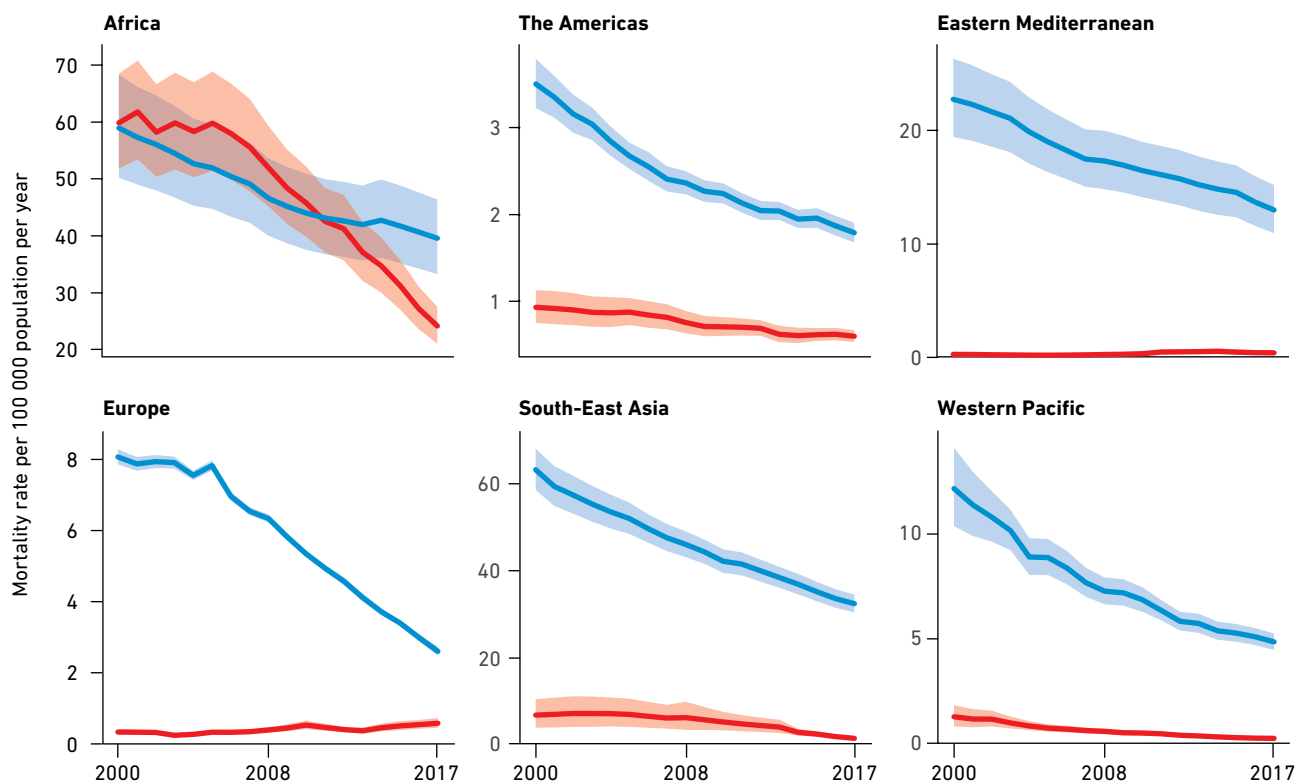 Mortality rate per 100 000 population per year
Africa
70
60
50
40
30
20
The Americas
3
2
1
Eastern Mediterranean
20
10
0
Europe
8
6
4
2
0
2000 2008 2017
South-East Asia
60
40
20
0
2000 2008 2017
Western Pacific
10
5
0
2000 2008 2017